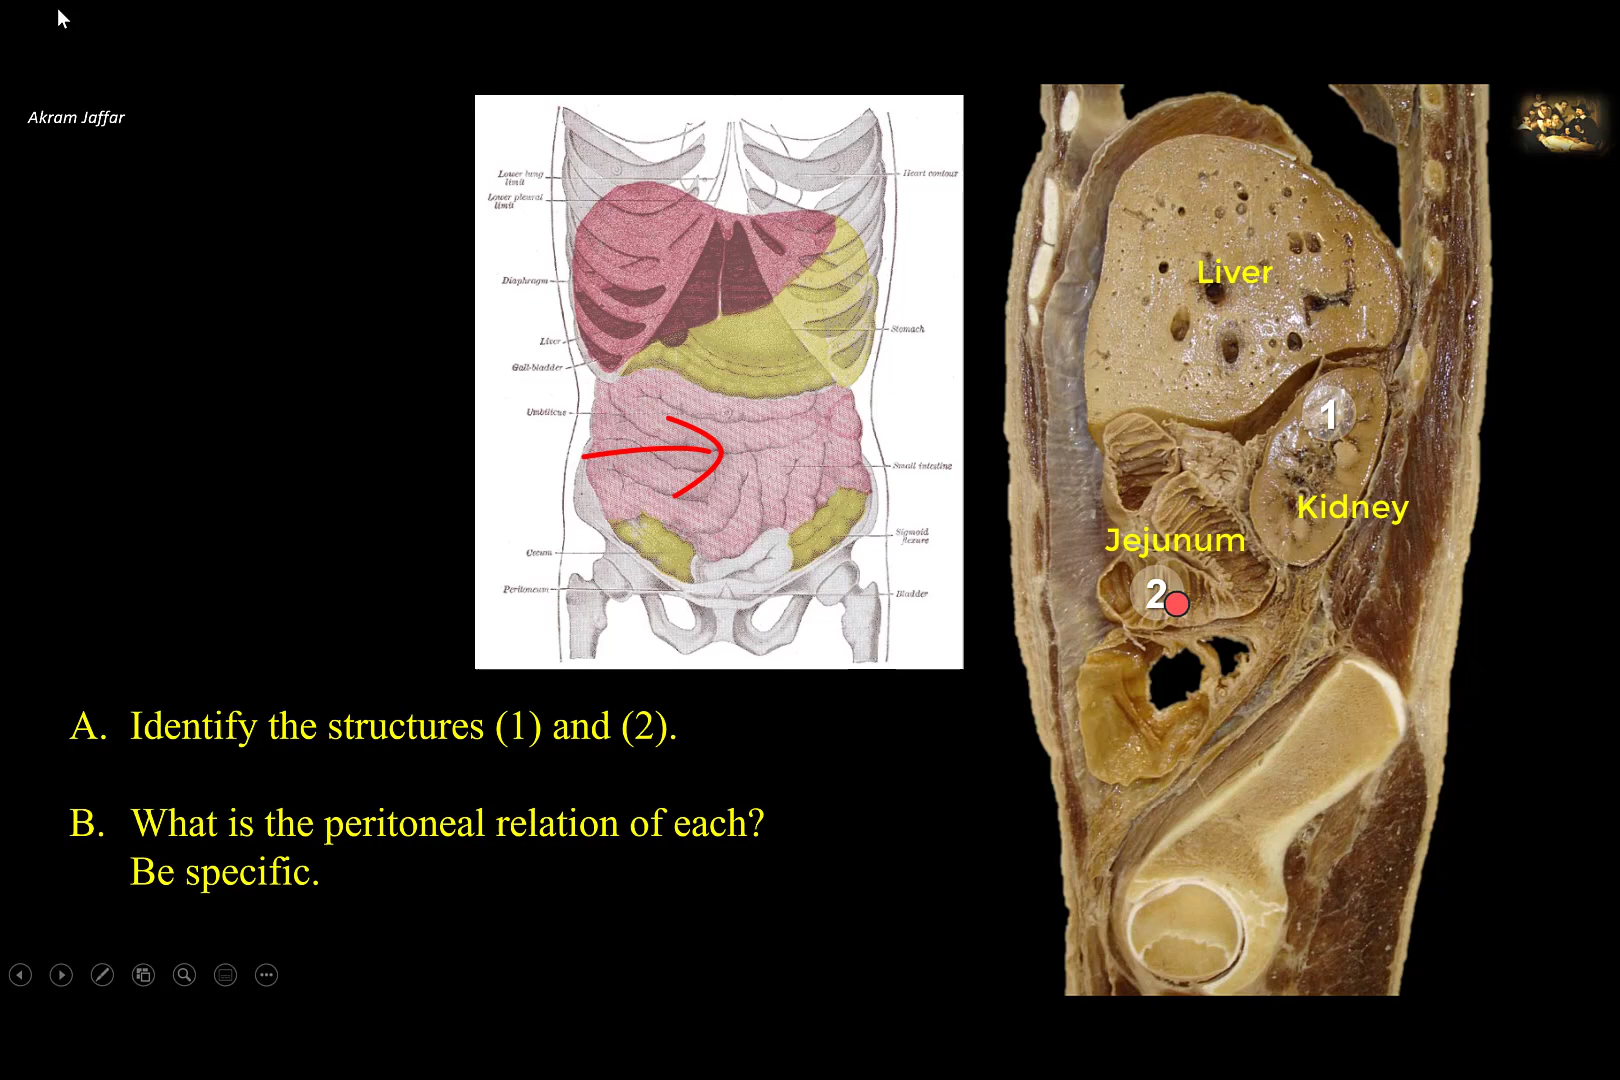 Akram Jaffar
Lower lung
limit
Lower pleural
limit
Diaphragm
Liver
Gall-bladder
Umbilicus
Cecum
Peritoneum
Heart contour
Stomach
Small intestine
Sigmoid
flexure
Bladder
Liver
1
Kidney
Jejunum
2
A. Identify the structures (1) and (2).
B. What is the peritoneal relation of each?
Be specific.